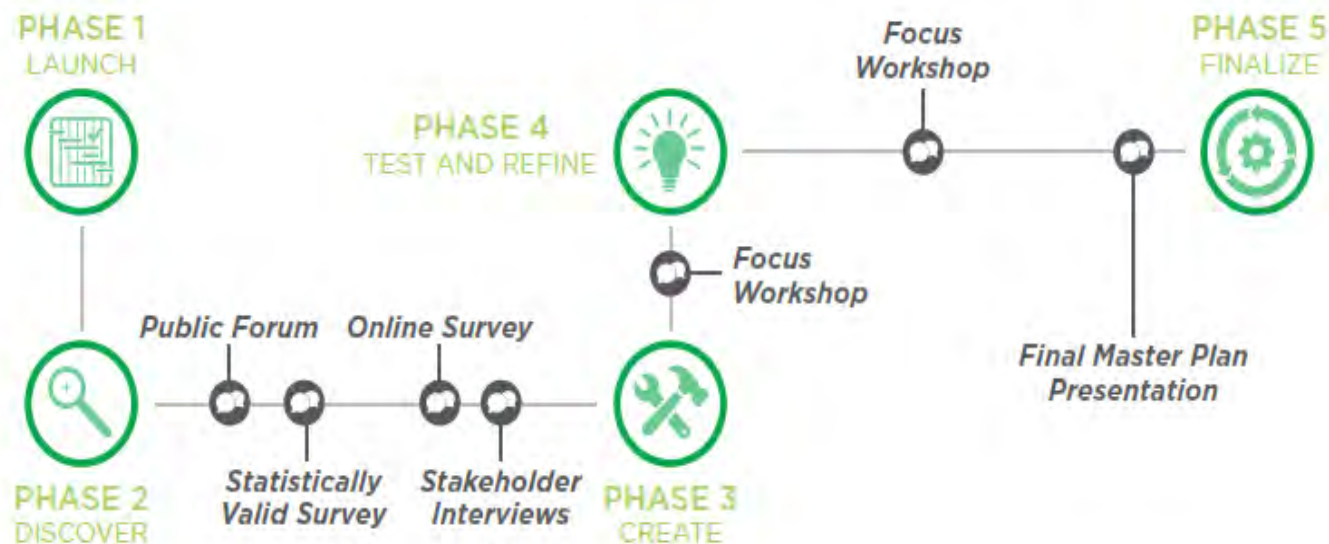 PHASE 1
LAUNCH
PHASE 2
DISCOVER
Public Forum
Statistically
Valid Survey
Online Survey
Stakeholder
Interviews
PHASE 3
CREATE
Focus
Workshop
PHASE 4
TEST AND REFINE
Focus
Workshop
Final Master Plan
Presentation
PHASE 5
FINALIZE